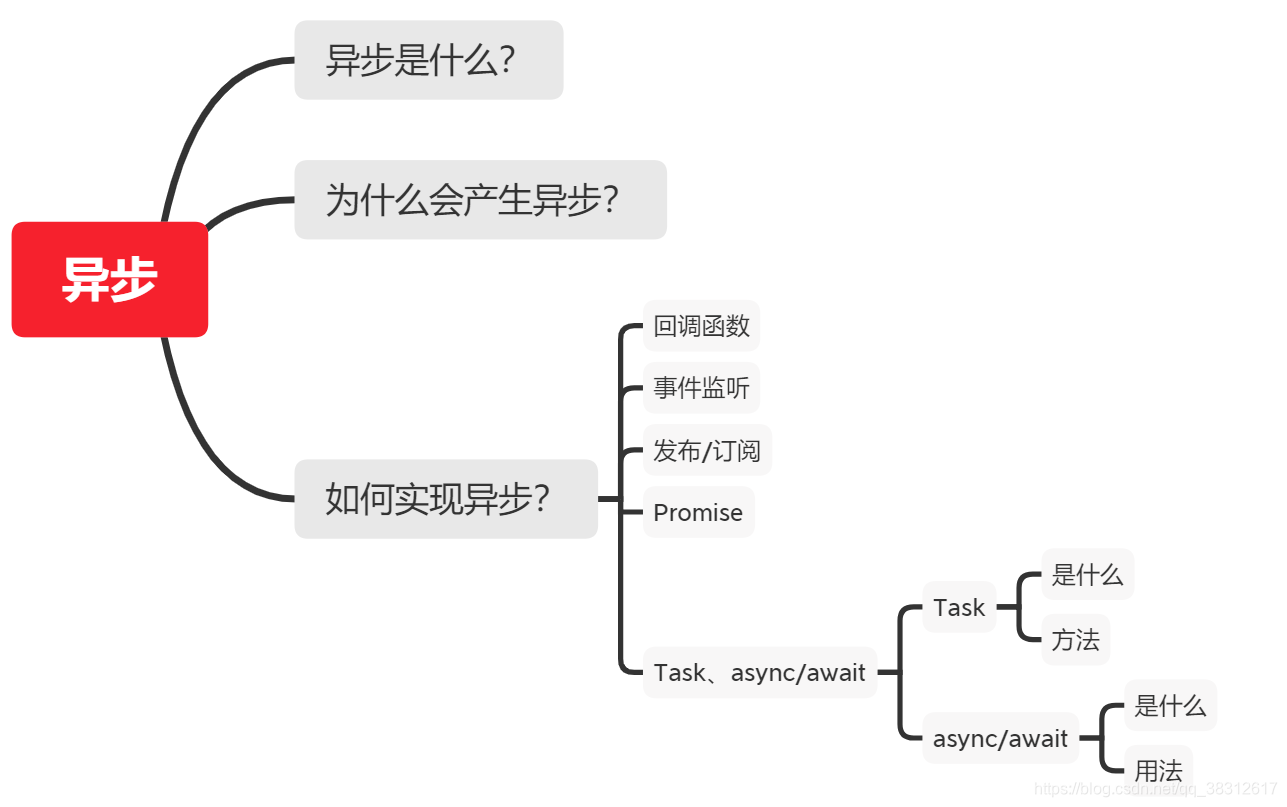 异步是什么?
为什么会产生异步?
异步
回调函数
事件监听
发布/订阅
如何实现异步?
Promise
是什么
Task
方法
Task、async/await
是什么
async/await
用法
https://blog.csdn.net/qq_38312617